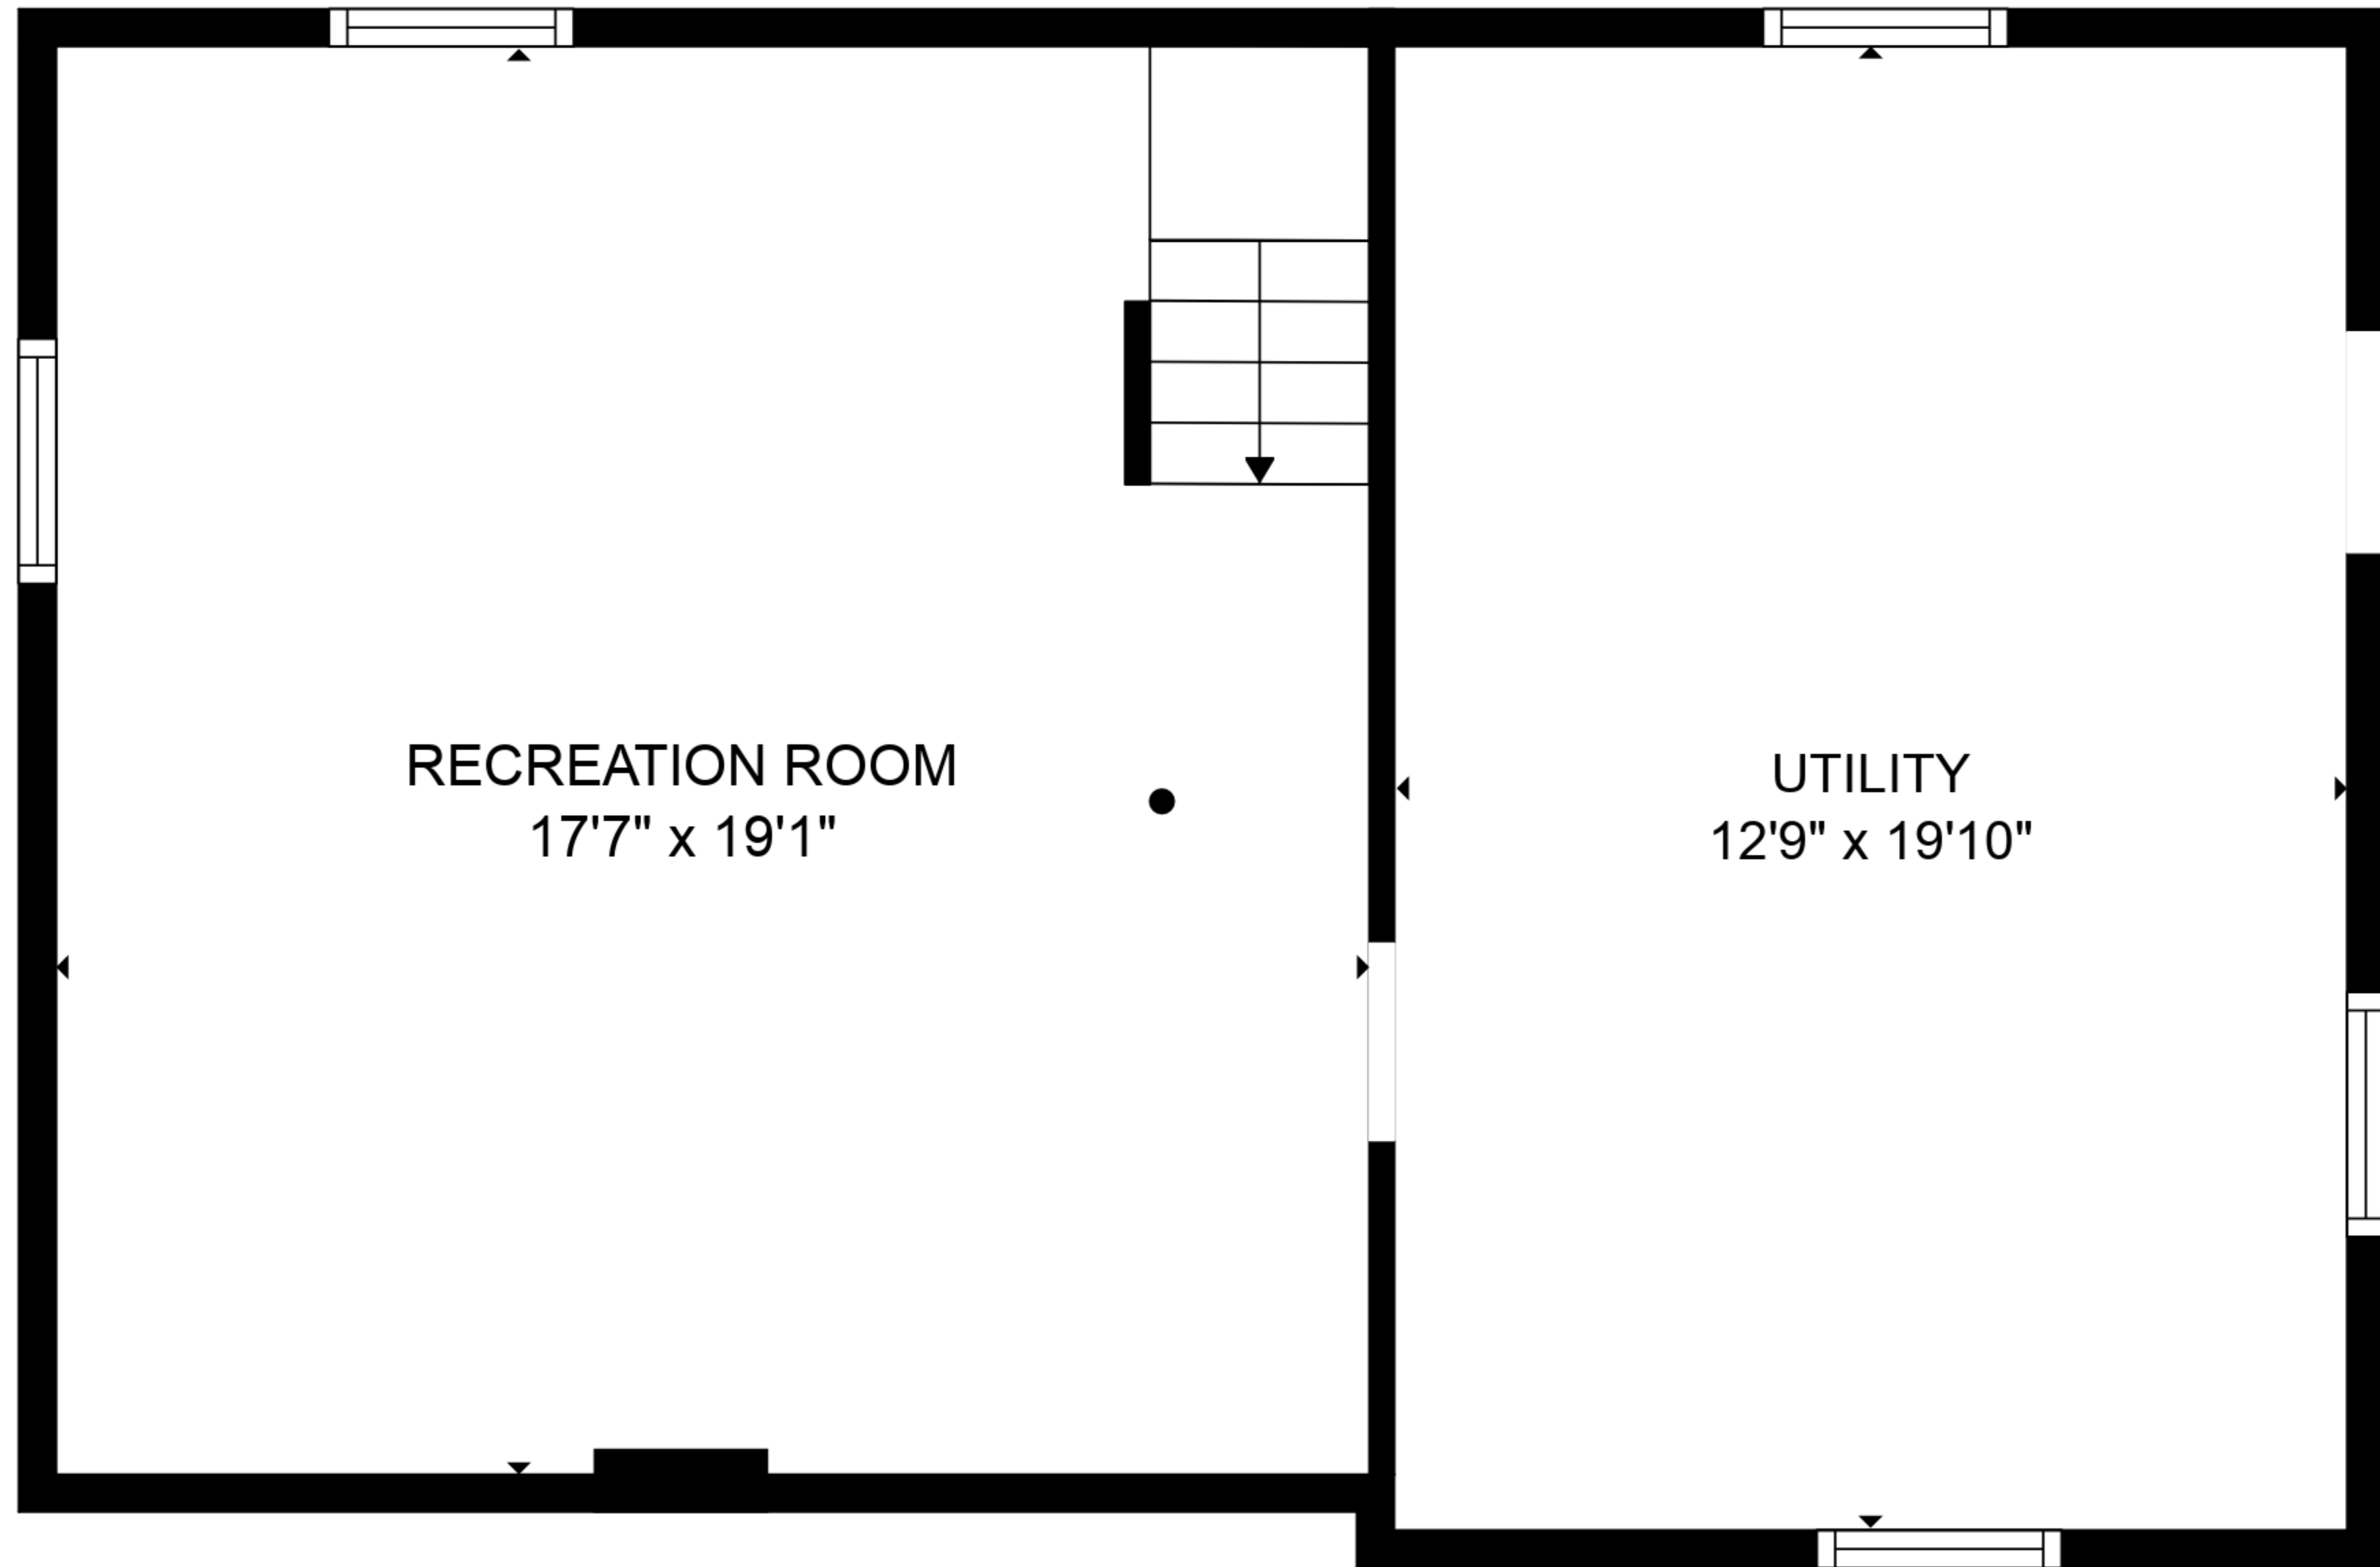 RECREATION ROOM
17'7" x 19'1"
UTILITY
12'9" x 19'10"